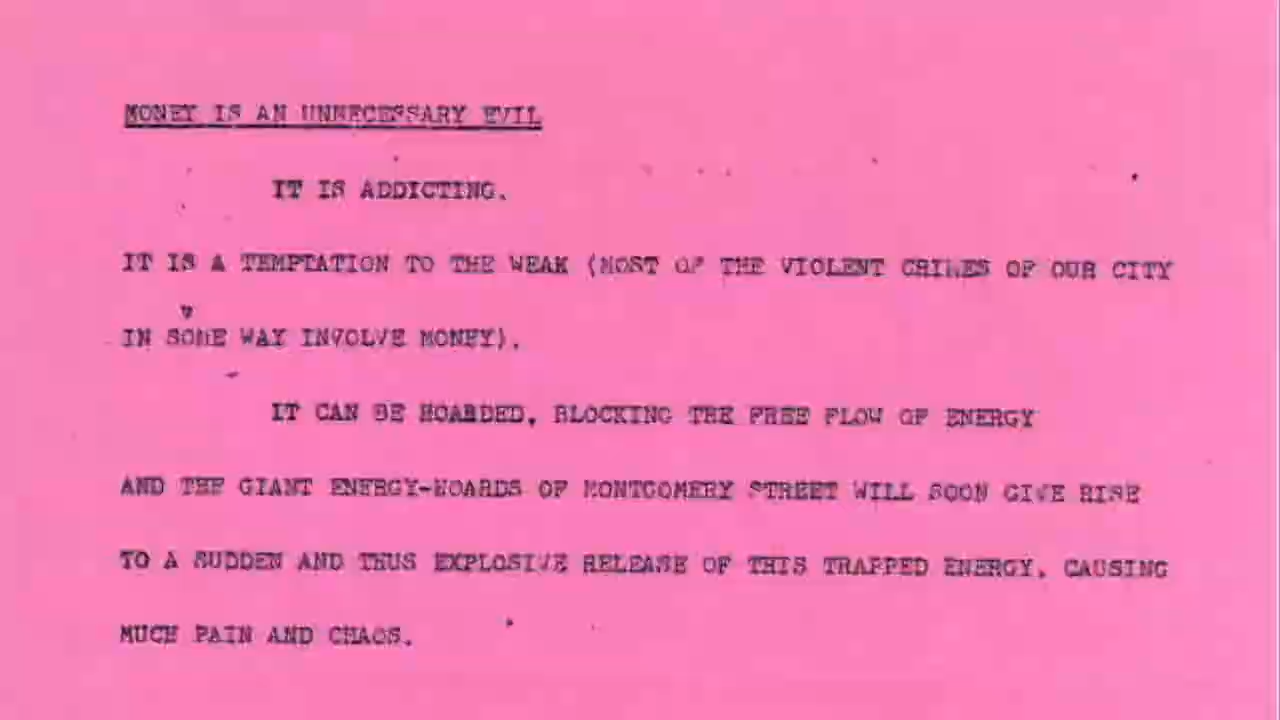 MONEY IS AN UNNECESSARY EVIL
IT IS ADDICTING.
IT IS A TEMPTATION TO THE WEAK (MOST OF THE VIOLENT CRIMES OF OUR CITY
IN SOME WAY INVOLVE MONEY).
IT CAN BE HOARDED, BLOCKING THE FREE FLOW OF ENERGY
AND THE GIANT ENERGY-HOARDS OF MONTGOMERY STREET WILL SOON GIVE RISE
TO A SUDDEN AND THUS EXPLOSIVE RELEASE OF THIS TRAPPED ENERGY, CAUSING
MUCH PAIN AND CHAOS.